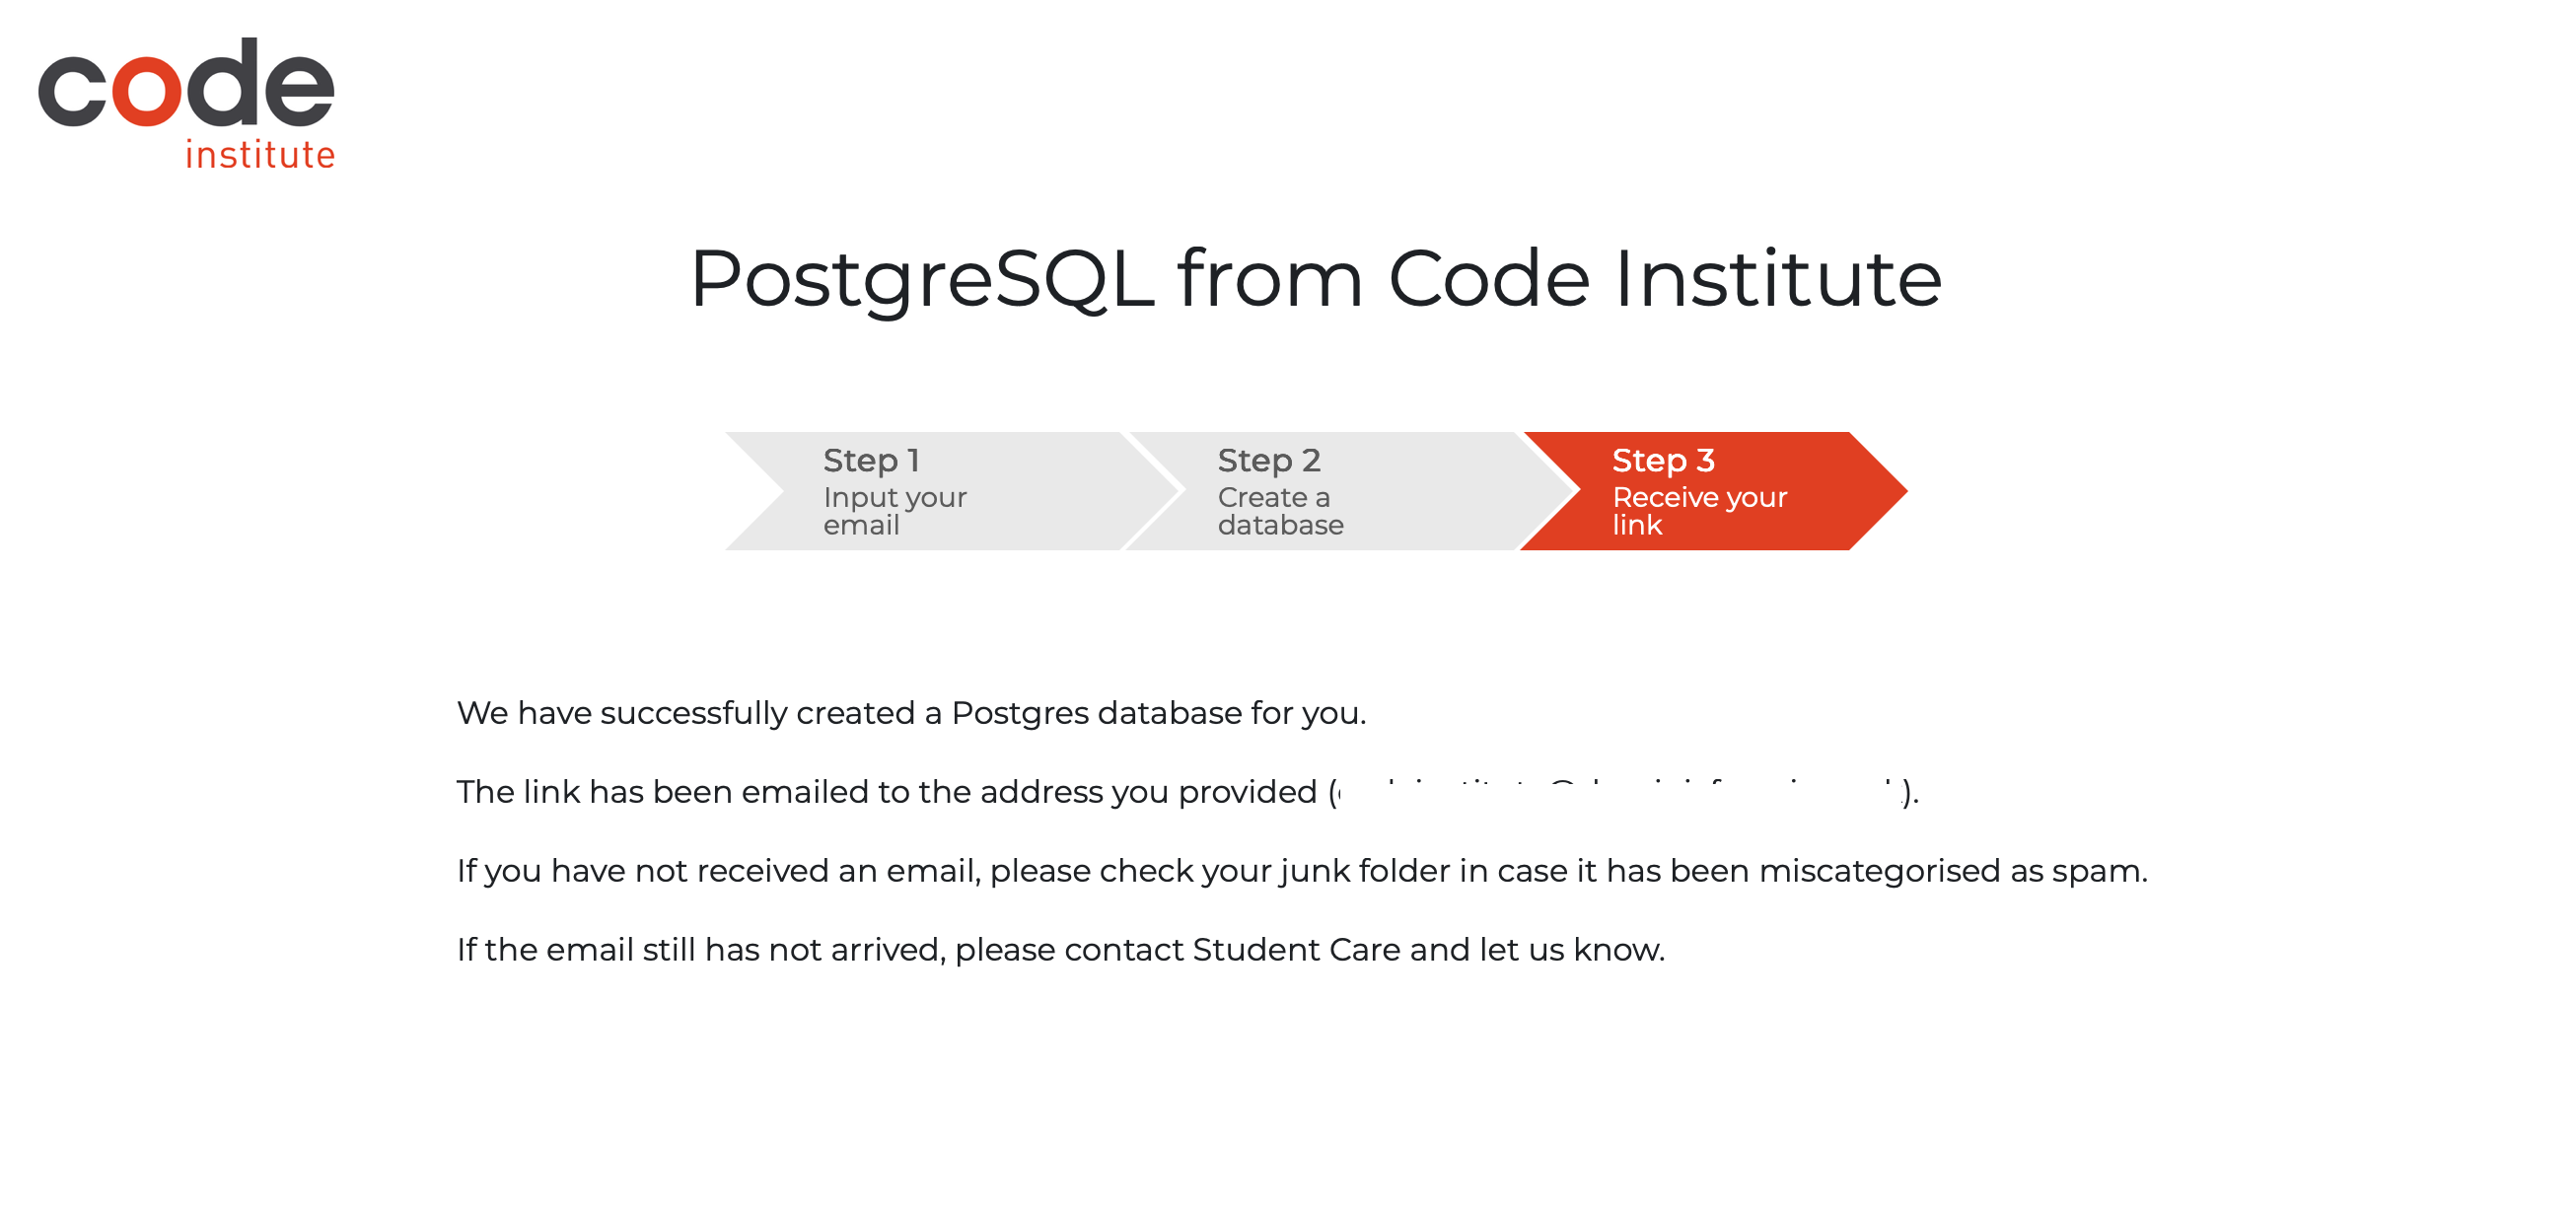 code
institute
PostgreSQL from Code Institute
Step 1
Input your
email
Step 2
Create a
database
Step 3
Receive your
link
We have successfully created a Postgres database for you.
The link has been emailed to the address you provided ( ).
If you have not received an email, please check your junk folder in case it has been miscategorised as spam.
If the email still has not arrived, please contact Student Care and let us know.